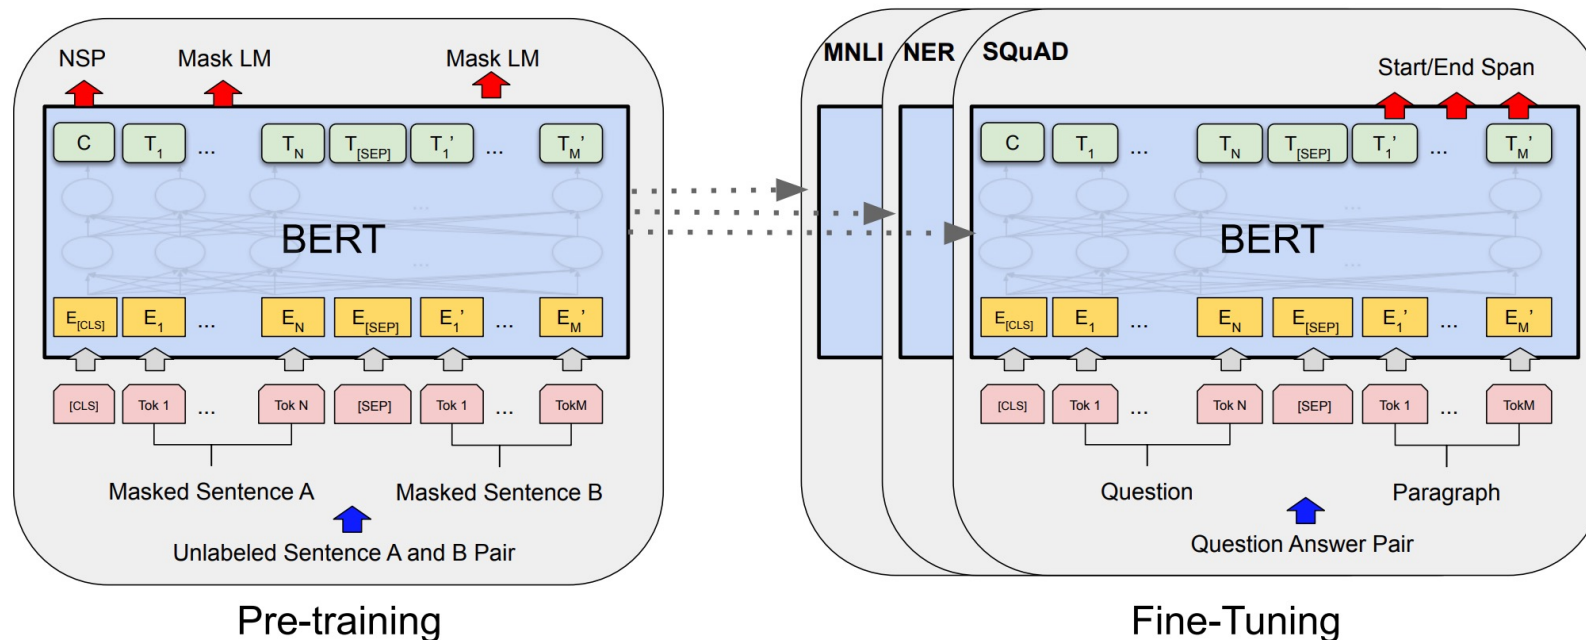 NSP Mask LM Mask LM
C T1 ... TN T[SEP] T1' ... TM'
...
BERT
...
E[CLS] E1 ... EN E[SEP] E1' ... EM'
[CLS] Tok 1 ... Tok N [SEP] Tok 1 ... TokM
Masked Sentence A Masked Sentence B
Unlabeled Sentence A and B Pair
Pre-training
MNLI NER SQuAD
Start/End Span
C T1 ... TN T[SEP] T1' ... TM'
...
BERT
...
E[CLS] E1 ... EN E[SEP] E1' ... EM'
[CLS] Tok 1 ... Tok N [SEP] Tok 1 ... TokM
Question Paragraph
Question Answer Pair
Fine-Tuning